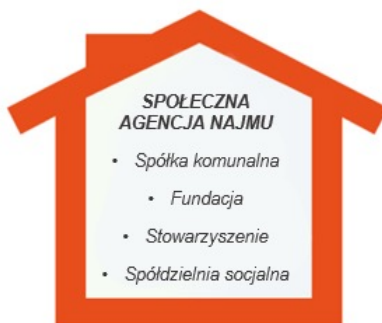 SPOŁECZNA
AGENCJA NAJMU
• Spółka komunalna
• Fundacja
• Stowarzyszenie
• Spółdzielnia socjalna